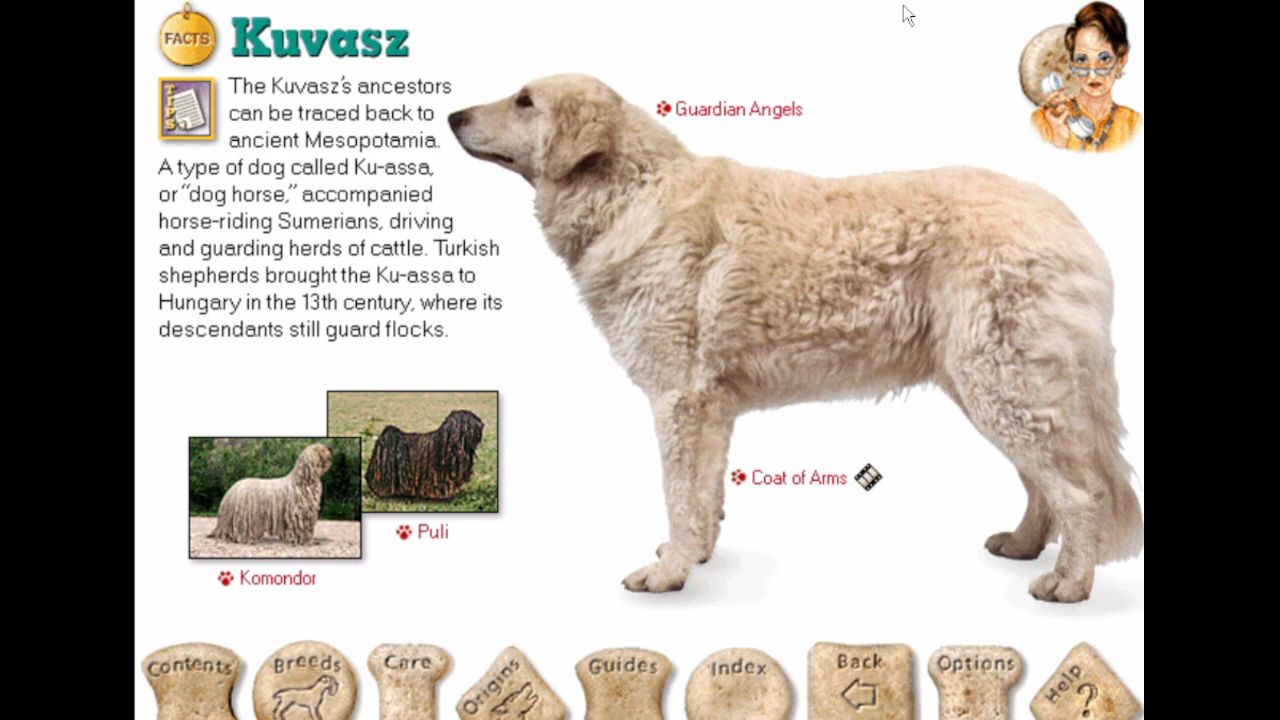 FACTS
Kuvasz
TIPS
The Kuvasz's ancestors
can be traced back to
ancient Mesopotamia.
A type of dog called Ku-assa,
or “dog horse,” accompanied
horse-riding Sumerians, driving
and guarding herds of cattle. Turkish
shepherds brought the Ku-assa to
Hungary in the 13th century, where its
descendants still guard flocks.
Guardian Angels
Coat of Arms
Puli
Komondor
Contents
Breeds
Care
Origins
Guides
Index
Back
Options
Help
?